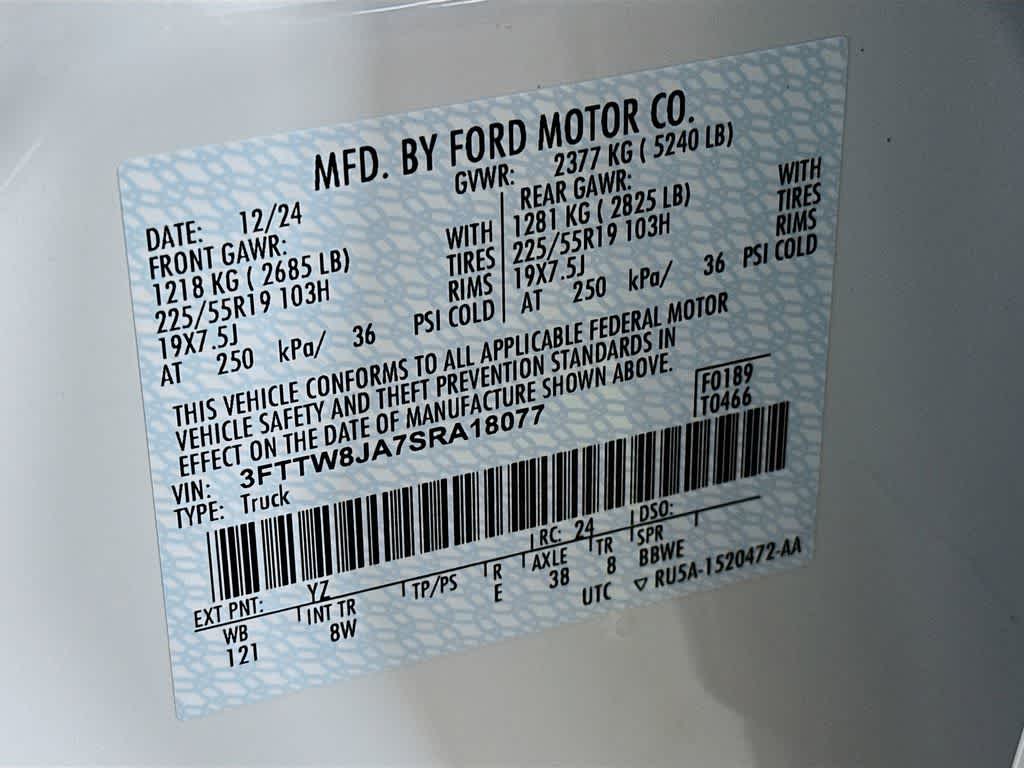 MFD. BY FORD MOTOR CO.
DATE: 12/24 GVWR: 2377 KG ( 5240 LB)
FRONT GAWR: REAR GAWR:
1218 KG ( 2685 LB) WITH 1281 KG ( 2825 LB) WITH
225/55R19 103H TIRES 225/55R19 103H TIRES
19X7.5J RIMS 19X7.5J RIMS
AT 250 kPa/ 36 PSI COLD AT 250 kPa/ 36 PSI COLD
THIS VEHICLE CONFORMS TO ALL APPLICABLE FEDERAL MOTOR
VEHICLE SAFETY AND THEFT PREVENTION STANDARDS IN
EFFECT ON THE DATE OF MANUFACTURE SHOWN ABOVE.
F0189
VIN: 3FTTW8JA7SRA18077
T0466
TYPE: Truck
EXT PNT: YZ RC: 24 DSO:
WB INT TR TP/PS R AXLE TR SPR
121 8W E 38 8 BBWE
UTC ▽ RU5A-1520472-AA